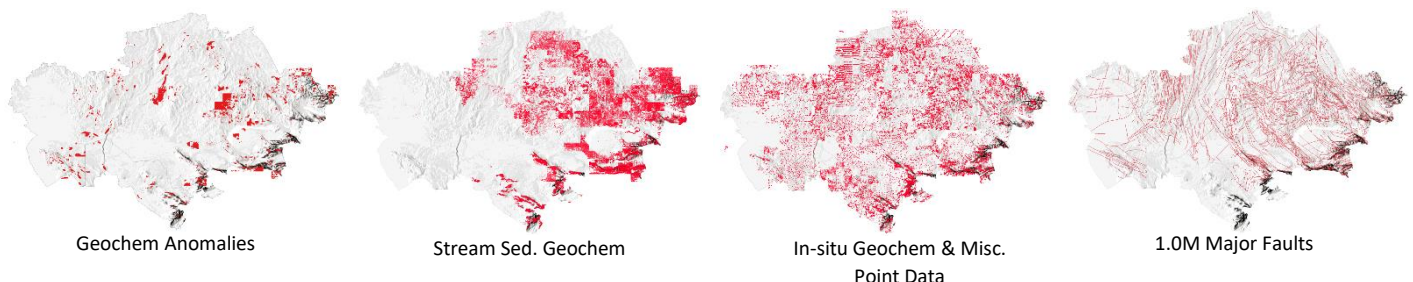 Geochem Anomalies
Stream Sed. Geochem
In-situ Geochem & Misc.
Point Data
1.0M Major Faults